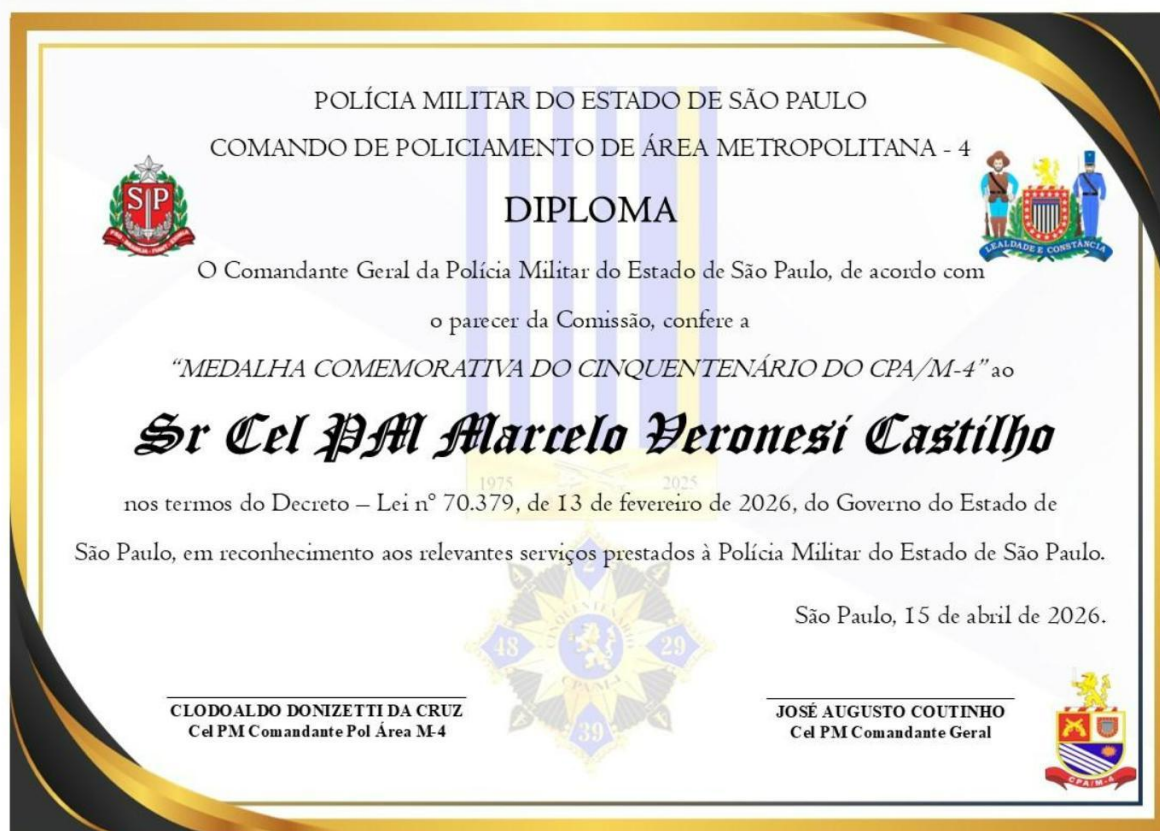 POLÍCIA MILITAR DO ESTADO DE SÃO PAULO
COMANDO DE POLICIAMENTO DE ÁREA METROPOLITANA - 4
SP
LEALDADE E CONSTÂNCIA
DIPLOMA
O Comandante Geral da Polícia Militar do Estado de São Paulo, de acordo com
o parecer da Comissão, confere a
“MEDALHA COMEMORATIVA DO CINQUENTENÁRIO DO CPA/M-4” ao
Sr Cel PM Marcelo Veronesi Castilho
1975 2025
nos termos do Decreto – Lei nº 70.379, de 13 de fevereiro de 2026, do Governo do Estado de
São Paulo, em reconhecimento aos relevantes serviços prestados à Polícia Militar do Estado de São Paulo.
São Paulo, 15 de abril de 2026.
2
CINQUENTENÁRIO
48 29
CPA/M-4
39
CLODOALDO DONIZETTI DA CRUZ
Cel PM Comandante Pol Área M-4
JOSÉ AUGUSTO COUTINHO
Cel PM Comandante Geral
CPA/M-4